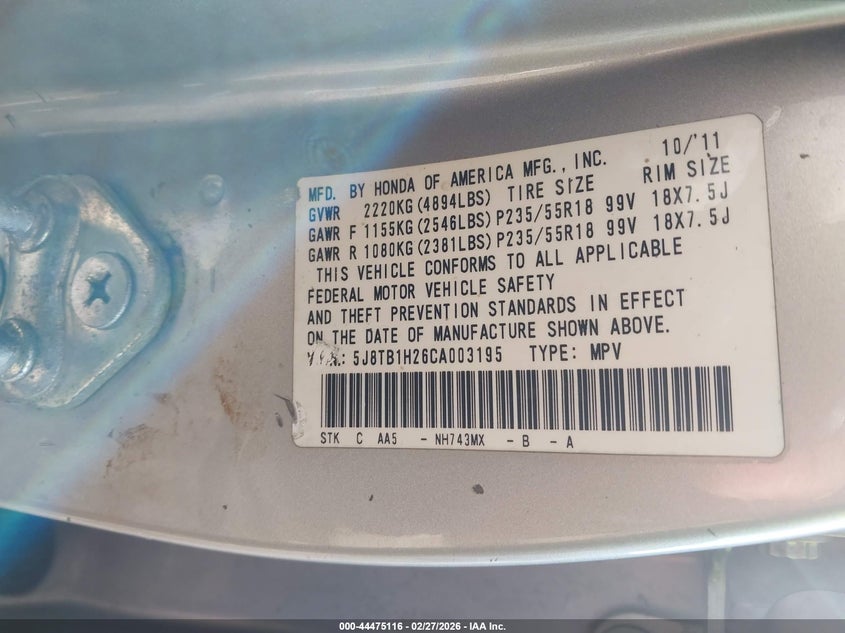 10/'11
MFD. BY HONDA OF AMERICA MFG., INC.
GVWR 2220KG(4894LBS) TIRE SIZE RIM SIZE
GAWR F 1155KG(2546LBS)P235/55R18 99V 18X7.5J
GAWR R 1080KG(2381LBS)P235/55R18 99V 18X7.5J
THIS VEHICLE CONFORMS TO ALL APPLICABLE
FEDERAL MOTOR VEHICLE SAFETY
AND THEFT PREVENTION STANDARDS IN EFFECT
ON THE DATE OF MANUFACTURE SHOWN ABOVE.
V.I.N.: 5J8TB1H26CA003195 TYPE: MPV
STK C AA5 - NH743MX - B - A
000-44475116 - 02/27/2026 - IAA Inc.